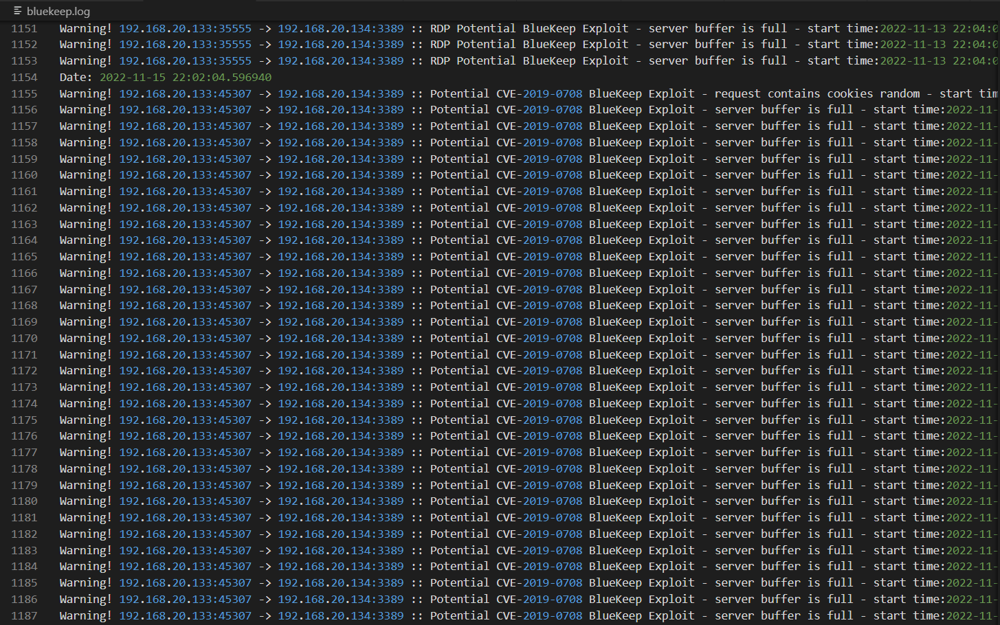 bluekeep.log
1151 Warning! 192.168.20.133:35555 -> 192.168.20.134:3389 :: RDP Potential BlueKeep Exploit - server buffer is full - start time:2022-11-13 22:04:0
1152 Warning! 192.168.20.133:35555 -> 192.168.20.134:3389 :: RDP Potential BlueKeep Exploit - server buffer is full - start time:2022-11-13 22:04:0
1153 Warning! 192.168.20.133:35555 -> 192.168.20.134:3389 :: RDP Potential BlueKeep Exploit - server buffer is full - start time:2022-11-13 22:04:0
1154 Date: 2022-11-15 22:02:04.596940
1155 Warning! 192.168.20.133:45307 -> 192.168.20.134:3389 :: Potential CVE-2019-0708 BlueKeep Exploit - request contains cookies random - start tim
1156 Warning! 192.168.20.133:45307 -> 192.168.20.134:3389 :: Potential CVE-2019-0708 BlueKeep Exploit - server buffer is full - start time:2022-11-
1157 Warning! 192.168.20.133:45307 -> 192.168.20.134:3389 :: Potential CVE-2019-0708 BlueKeep Exploit - server buffer is full - start time:2022-11-
1158 Warning! 192.168.20.133:45307 -> 192.168.20.134:3389 :: Potential CVE-2019-0708 BlueKeep Exploit - server buffer is full - start time:2022-11-
1159 Warning! 192.168.20.133:45307 -> 192.168.20.134:3389 :: Potential CVE-2019-0708 BlueKeep Exploit - server buffer is full - start time:2022-11-
1160 Warning! 192.168.20.133:45307 -> 192.168.20.134:3389 :: Potential CVE-2019-0708 BlueKeep Exploit - server buffer is full - start time:2022-11-
1161 Warning! 192.168.20.133:45307 -> 192.168.20.134:3389 :: Potential CVE-2019-0708 BlueKeep Exploit - server buffer is full - start time:2022-11-
1162 Warning! 192.168.20.133:45307 -> 192.168.20.134:3389 :: Potential CVE-2019-0708 BlueKeep Exploit - server buffer is full - start time:2022-11-
1163 Warning! 192.168.20.133:45307 -> 192.168.20.134:3389 :: Potential CVE-2019-0708 BlueKeep Exploit - server buffer is full - start time:2022-11-
1164 Warning! 192.168.20.133:45307 -> 192.168.20.134:3389 :: Potential CVE-2019-0708 BlueKeep Exploit - server buffer is full - start time:2022-11-
1165 Warning! 192.168.20.133:45307 -> 192.168.20.134:3389 :: Potential CVE-2019-0708 BlueKeep Exploit - server buffer is full - start time:2022-11-
1166 Warning! 192.168.20.133:45307 -> 192.168.20.134:3389 :: Potential CVE-2019-0708 BlueKeep Exploit - server buffer is full - start time:2022-11-
1167 Warning! 192.168.20.133:45307 -> 192.168.20.134:3389 :: Potential CVE-2019-0708 BlueKeep Exploit - server buffer is full - start time:2022-11-
1168 Warning! 192.168.20.133:45307 -> 192.168.20.134:3389 :: Potential CVE-2019-0708 BlueKeep Exploit - server buffer is full - start time:2022-11-
1169 Warning! 192.168.20.133:45307 -> 192.168.20.134:3389 :: Potential CVE-2019-0708 BlueKeep Exploit - server buffer is full - start time:2022-11-
1170 Warning! 192.168.20.133:45307 -> 192.168.20.134:3389 :: Potential CVE-2019-0708 BlueKeep Exploit - server buffer is full - start time:2022-11-
1171 Warning! 192.168.20.133:45307 -> 192.168.20.134:3389 :: Potential CVE-2019-0708 BlueKeep Exploit - server buffer is full - start time:2022-11-
1172 Warning! 192.168.20.133:45307 -> 192.168.20.134:3389 :: Potential CVE-2019-0708 BlueKeep Exploit - server buffer is full - start time:2022-11-
1173 Warning! 192.168.20.133:45307 -> 192.168.20.134:3389 :: Potential CVE-2019-0708 BlueKeep Exploit - server buffer is full - start time:2022-11-
1174 Warning! 192.168.20.133:45307 -> 192.168.20.134:3389 :: Potential CVE-2019-0708 BlueKeep Exploit - server buffer is full - start time:2022-11-
1175 Warning! 192.168.20.133:45307 -> 192.168.20.134:3389 :: Potential CVE-2019-0708 BlueKeep Exploit - server buffer is full - start time:2022-11-
1176 Warning! 192.168.20.133:45307 -> 192.168.20.134:3389 :: Potential CVE-2019-0708 BlueKeep Exploit - server buffer is full - start time:2022-11-
1177 Warning! 192.168.20.133:45307 -> 192.168.20.134:3389 :: Potential CVE-2019-0708 BlueKeep Exploit - server buffer is full - start time:2022-11-
1178 Warning! 192.168.20.133:45307 -> 192.168.20.134:3389 :: Potential CVE-2019-0708 BlueKeep Exploit - server buffer is full - start time:2022-11-
1179 Warning! 192.168.20.133:45307 -> 192.168.20.134:3389 :: Potential CVE-2019-0708 BlueKeep Exploit - server buffer is full - start time:2022-11-
1180 Warning! 192.168.20.133:45307 -> 192.168.20.134:3389 :: Potential CVE-2019-0708 BlueKeep Exploit - server buffer is full - start time:2022-11-
1181 Warning! 192.168.20.133:45307 -> 192.168.20.134:3389 :: Potential CVE-2019-0708 BlueKeep Exploit - server buffer is full - start time:2022-11-
1182 Warning! 192.168.20.133:45307 -> 192.168.20.134:3389 :: Potential CVE-2019-0708 BlueKeep Exploit - server buffer is full - start time:2022-11-
1183 Warning! 192.168.20.133:45307 -> 192.168.20.134:3389 :: Potential CVE-2019-0708 BlueKeep Exploit - server buffer is full - start time:2022-11-
1184 Warning! 192.168.20.133:45307 -> 192.168.20.134:3389 :: Potential CVE-2019-0708 BlueKeep Exploit - server buffer is full - start time:2022-11-
1185 Warning! 192.168.20.133:45307 -> 192.168.20.134:3389 :: Potential CVE-2019-0708 BlueKeep Exploit - server buffer is full - start time:2022-11-
1186 Warning! 192.168.20.133:45307 -> 192.168.20.134:3389 :: Potential CVE-2019-0708 BlueKeep Exploit - server buffer is full - start time:2022-11-
1187 Warning! 192.168.20.133:45307 -> 192.168.20.134:3389 :: Potential CVE-2019-0708 BlueKeep Exploit - server buffer is full - start time:2022-11-